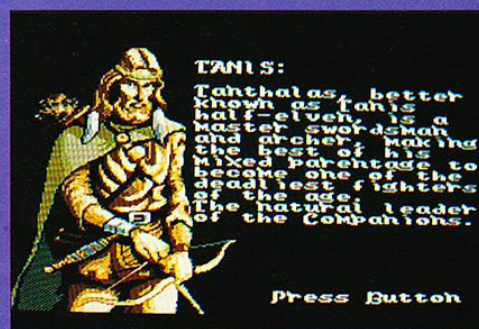 TANIS:
Tanthalas, better
known as Tanis
half-elven, is a
master swordsman
and archer, making
the best of his
mixed parentage to
become one of the
deadliest fighters
of the age;
the natural leader
of the Companions.
Press Button